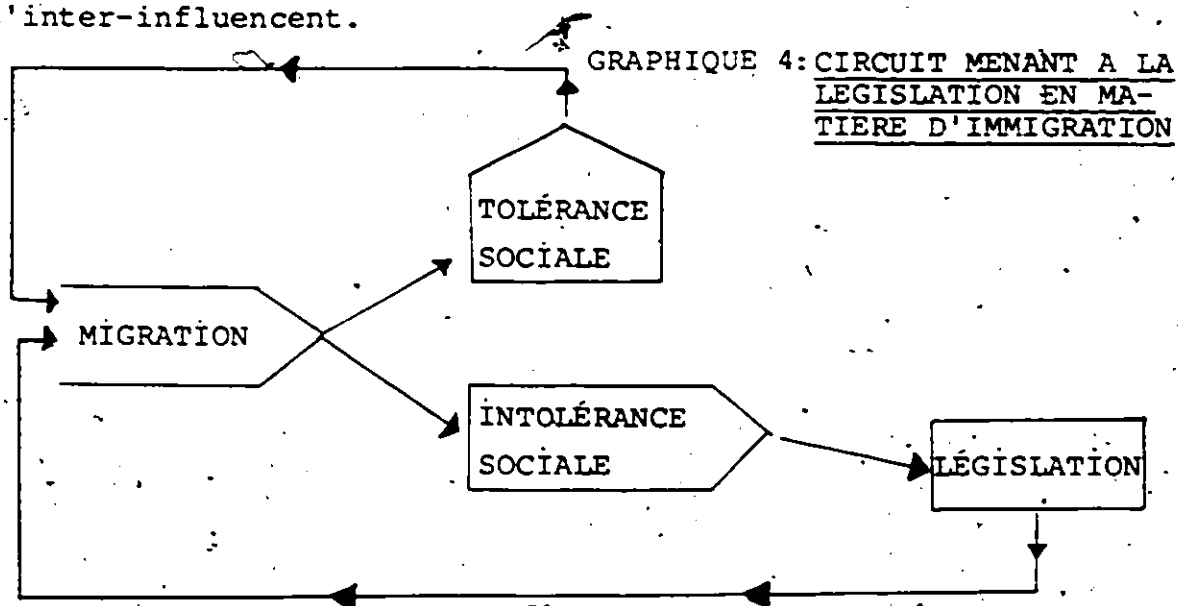 'inter-influencent.
GRAPHIQUE 4: CIRCUIT MENANT A LA
LEGISLATION EN MA-
TIERE D'IMMIGRATION
TOLÉRANCE
SOCIALE
MIGRATION
INTOLÉRANCE
SOCIALE
LÉGISLATION